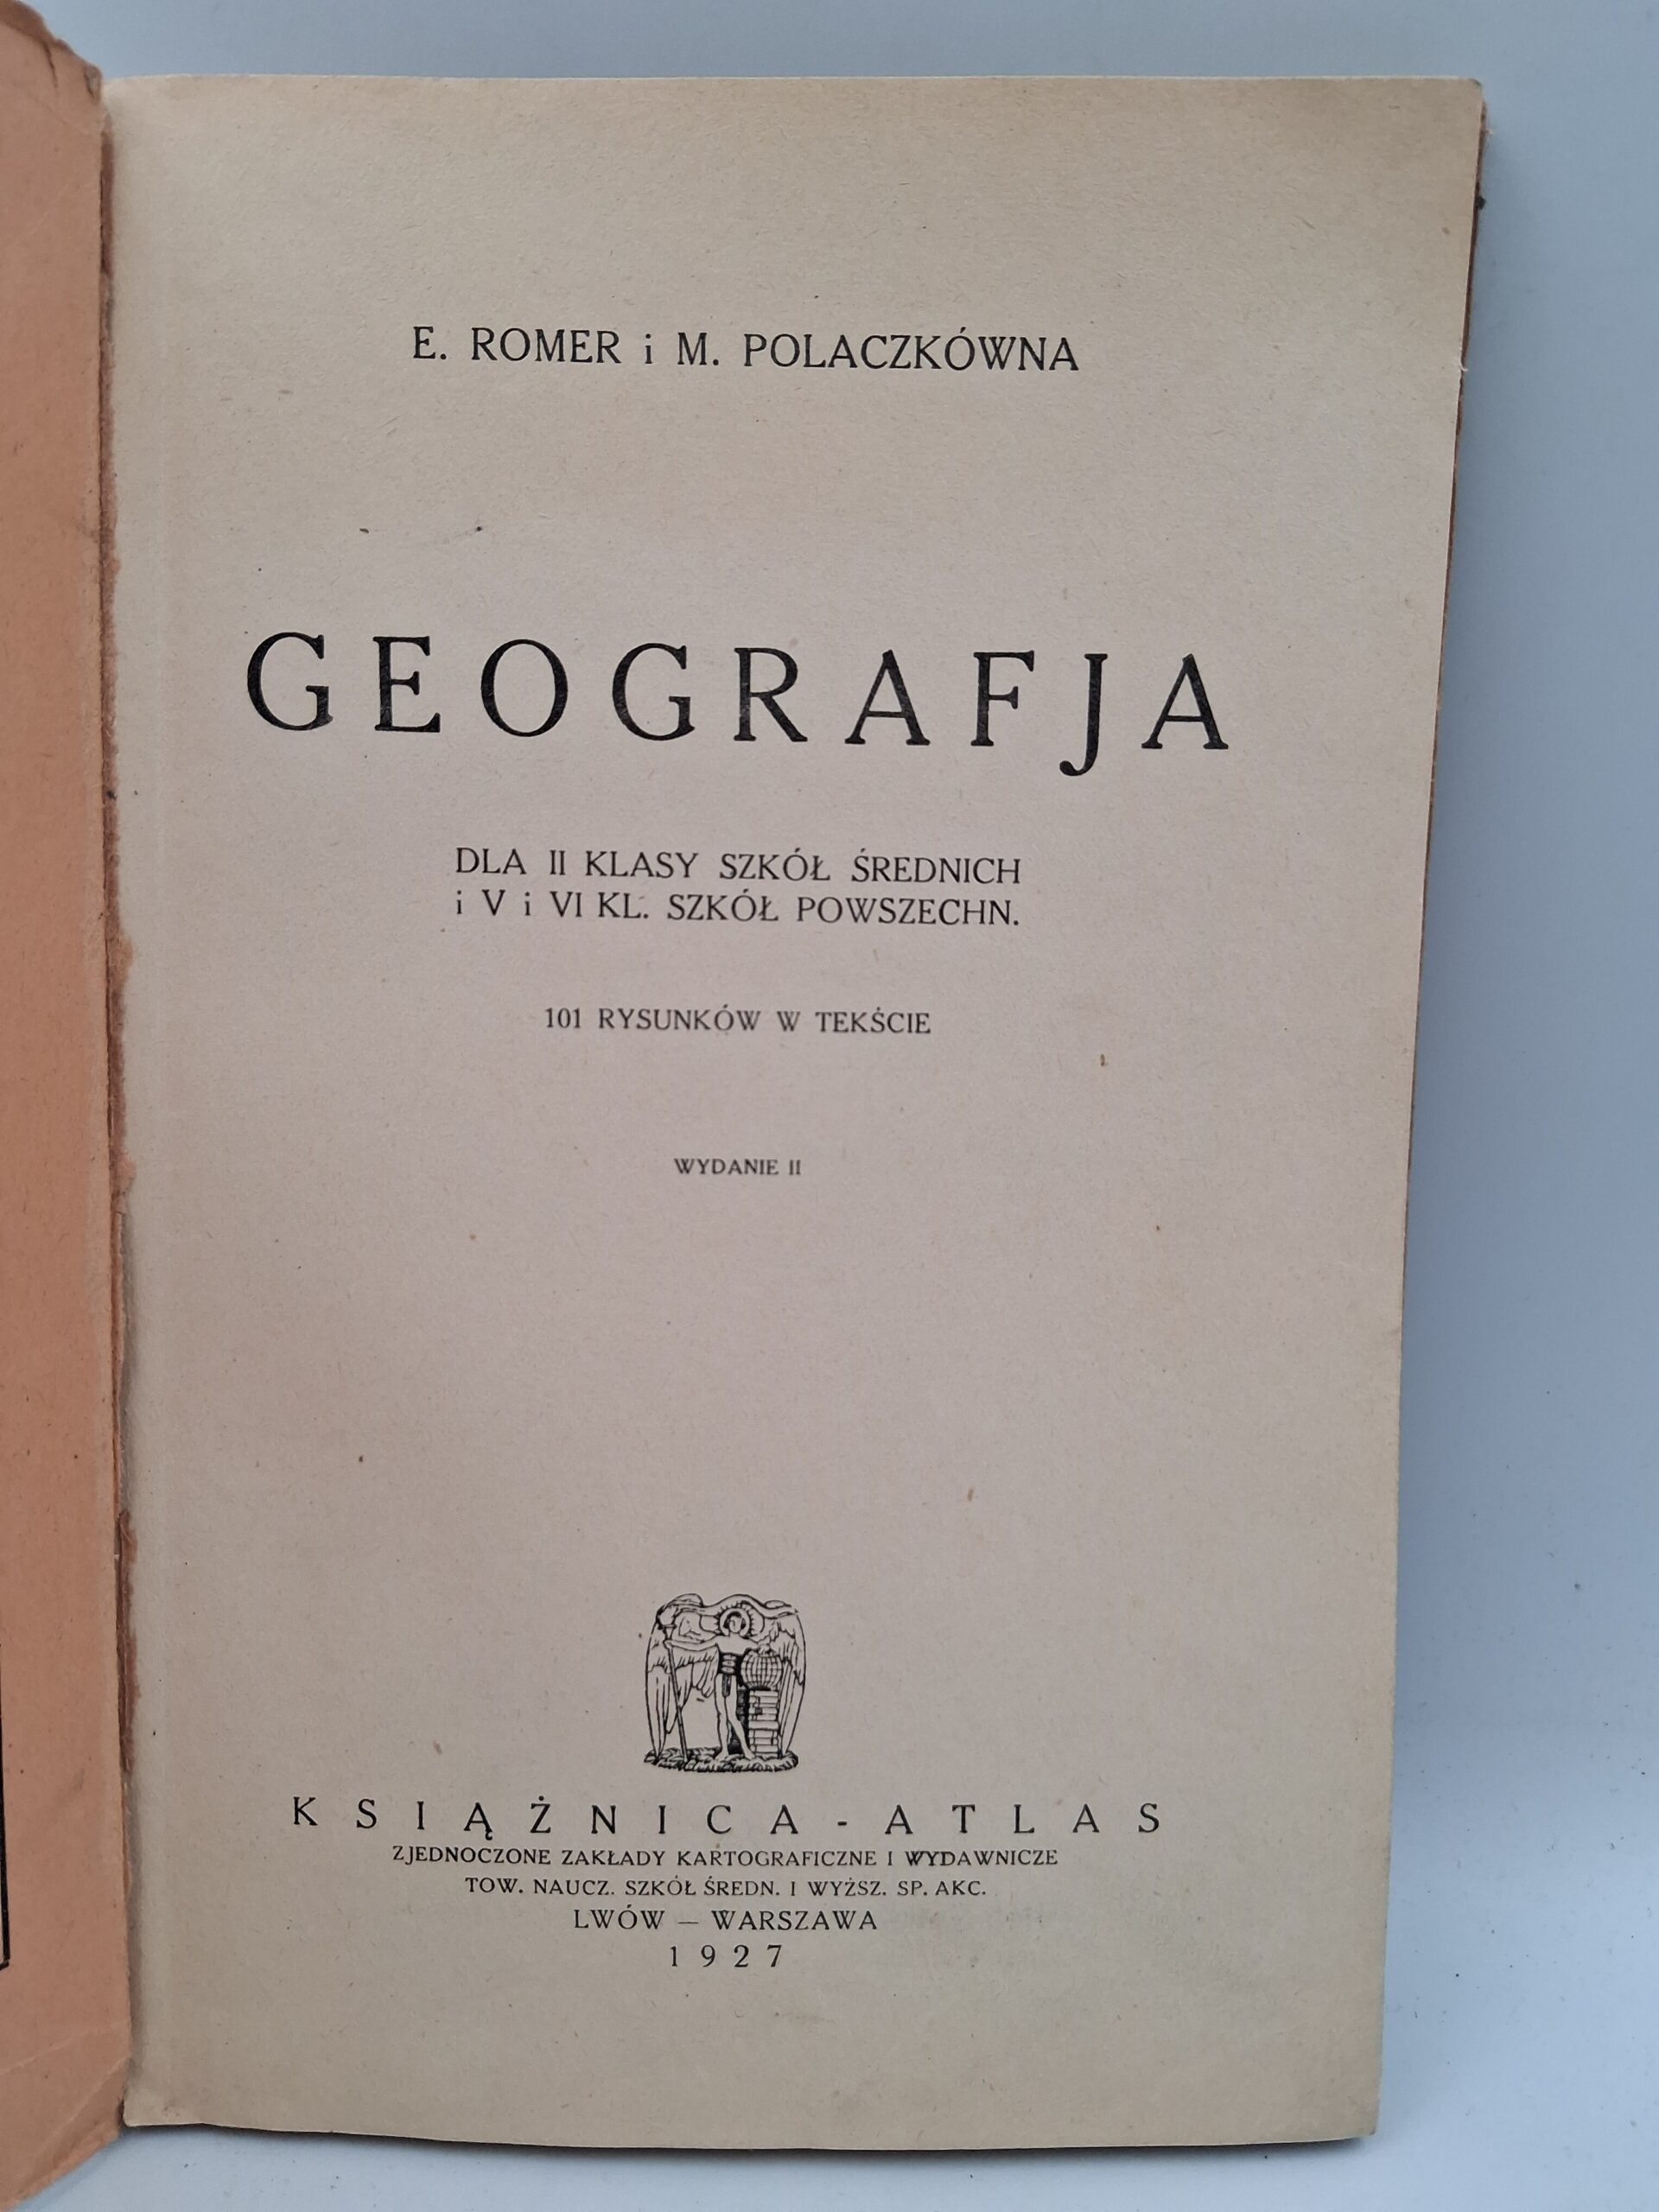 E. ROMER i M. POLACZKÓWNA
GEOGRAFJA
DLA II KLASY SZKÓŁ ŚREDNICH
i V i VI KL. SZKÓŁ POWSZECHN.
101 RYSUNKÓW W TEKŚCIE
WYDANIE II
KSIĄŻNICA-ATLAS
ZJEDNOCZONE ZAKŁADY KARTOGRAFICZNE I WYDAWNICZE
TOW. NAUCZ. SZKÓŁ ŚREDN. I WYŻSZ. SP. AKC.
LWÓW — WARSZAWA
1927